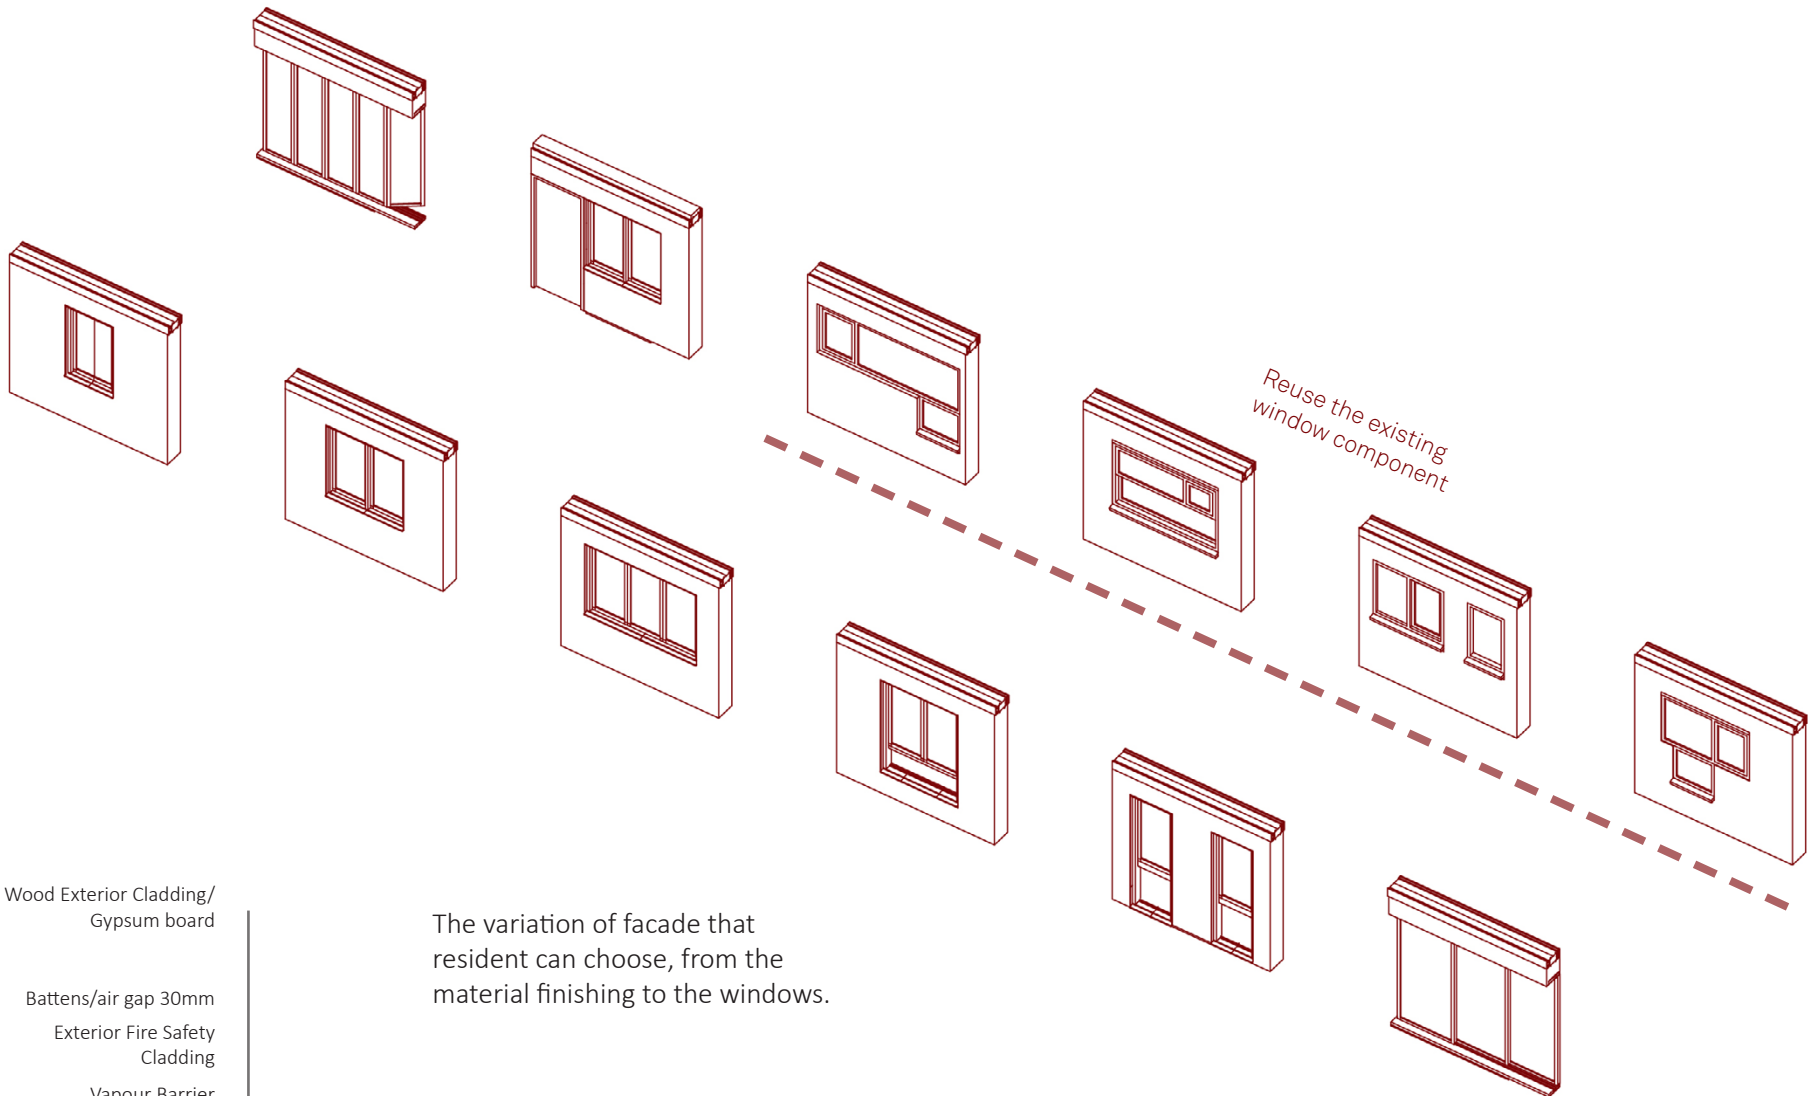 Reuse the existing
window component
Wood Exterior Cladding/
Gypsum board
Battens/air gap 30mm
Exterior Fire Safety
Cladding
Vapour Barrier
The variation of facade that
resident can choose, from the
material finishing to the windows.